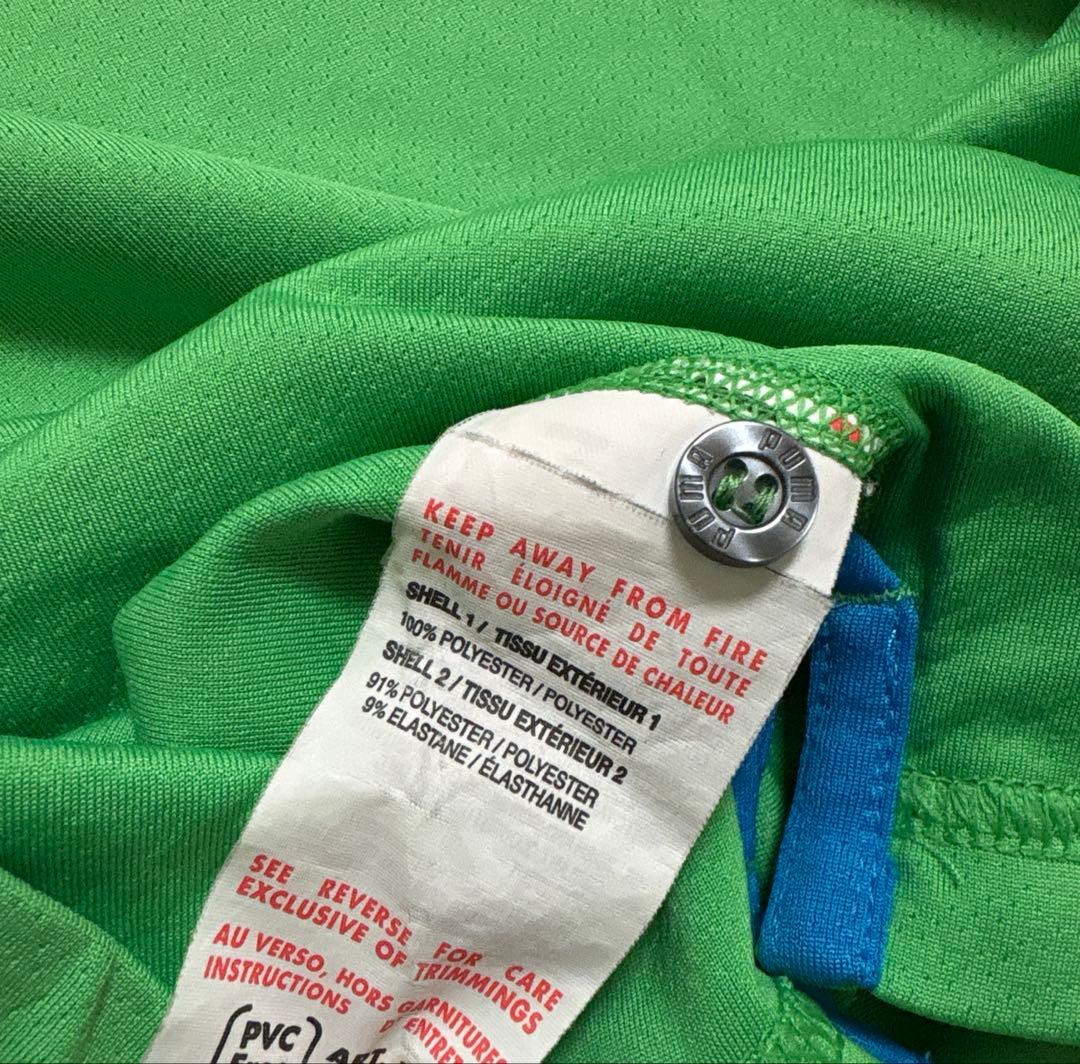 PUMA PUMA
KEEP AWAY FROM FIRE
TENIR ÉLOIGNÉ DE TOUTE
FLAMME OU SOURCE DE CHALEUR
SHELL 1 / TISSU EXTÉRIEUR 1
100% POLYESTER / POLYESTER
SHELL 2 / TISSU EXTÉRIEUR 2
91% POLYESTER / POLYESTER
9% ELASTANE / ÉLASTHANNE
SEE REVERSE FOR CARE
EXCLUSIVE OF TRIMMINGS
AU VERSO, HORS GARNITURES
INSTRUCTIONS
PVC
Free